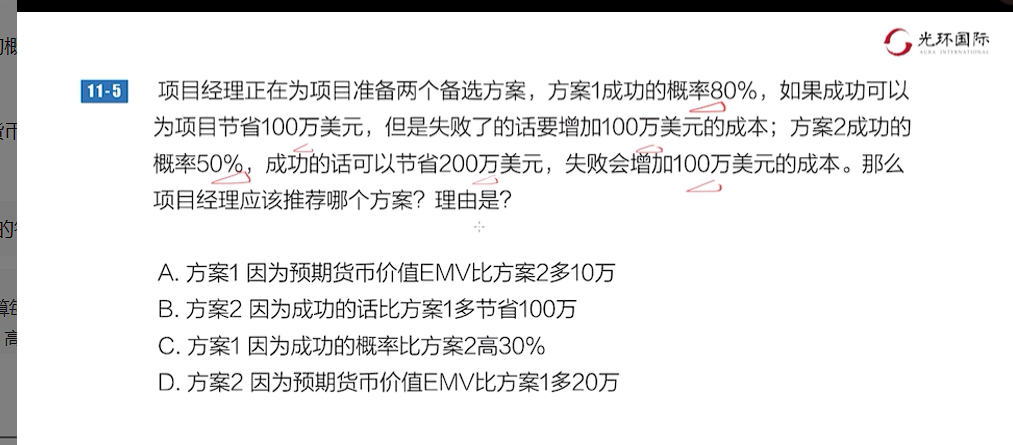 光环国际
AURA INTERNATIONAL
11-5 项目经理正在为项目准备两个备选方案，方案1成功的概率80%，如果成功可以
为项目节省100万美元，但是失败了的话要增加100万美元的成本；方案2成功的
概率50%，成功的话可以节省200万美元，失败会增加100万美元的成本。那么
项目经理应该推荐哪个方案？理由是？
A. 方案1 因为预期货币价值EMV比方案2多10万
B. 方案2 因为成功的话比方案1多节省100万
C. 方案1 因为成功的概率比方案2高30%
D. 方案2 因为预期货币价值EMV比方案1多20万